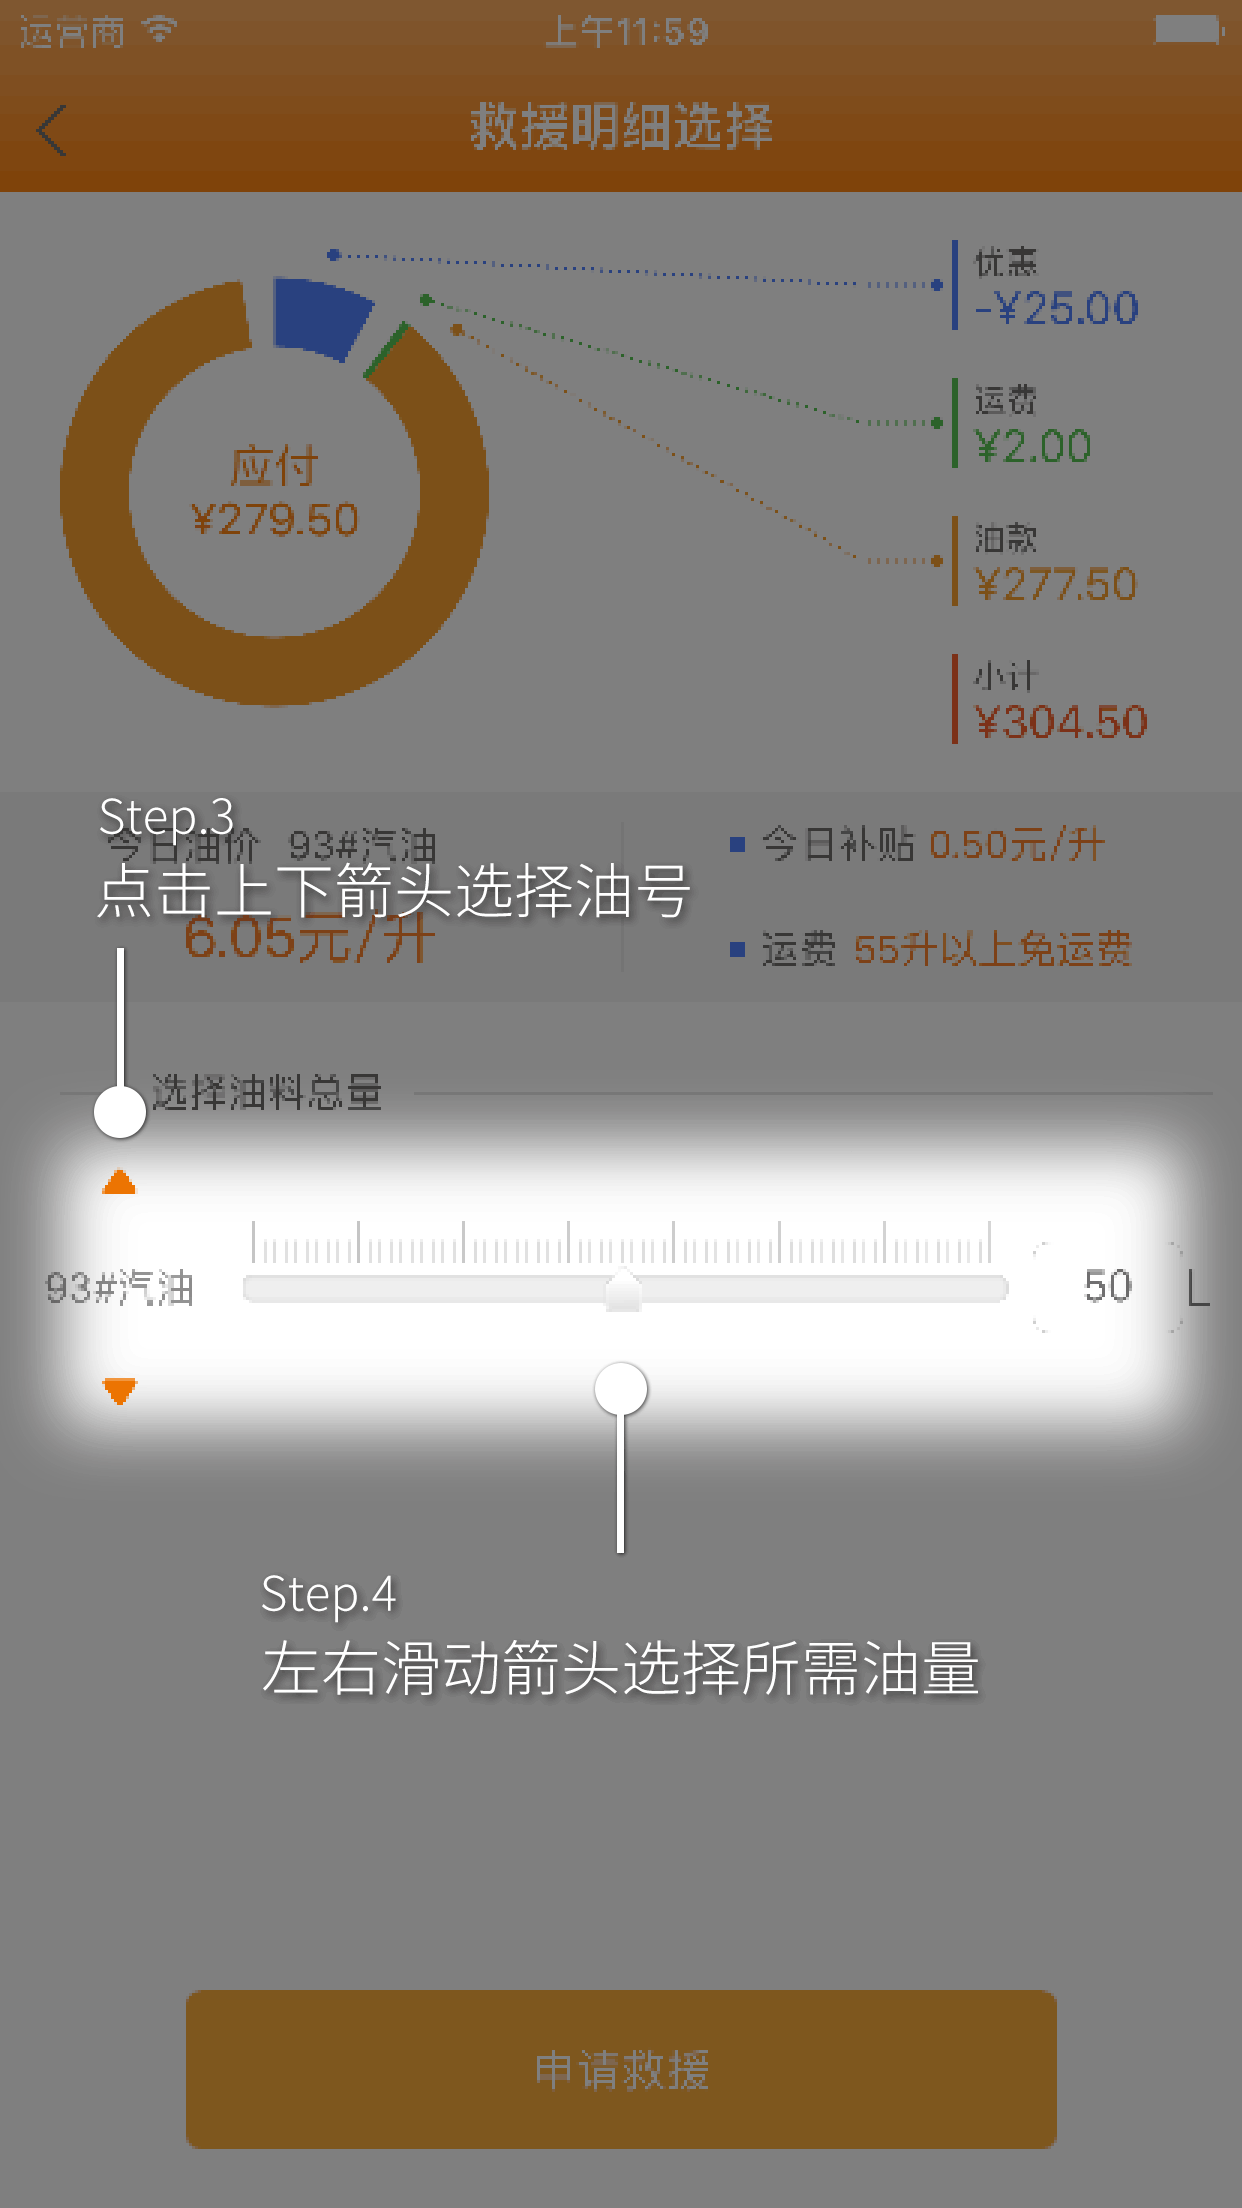 运营商
上午11:59
救援明细选择
优惠
-¥25.00
运费
¥2.00
应付
¥279.50
油款
¥277.50
小计
¥304.50
Step.3
今日油价 93#汽油
今日补贴 0.50元/升
点击上下箭头选择油号
6.05元/升
运费 55升以上免运费
选择油料总量
93#汽油
50 L
Step.4
左右滑动箭头选择所需油量
申请救援